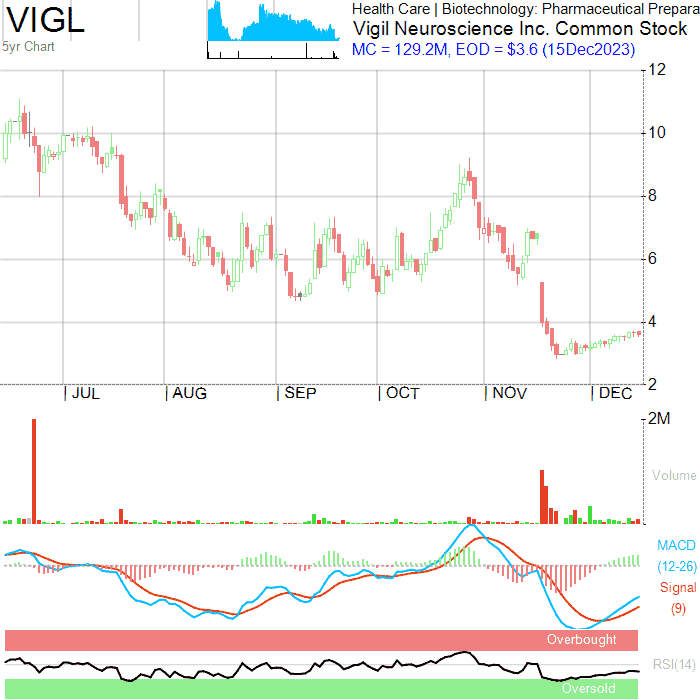 VIGL
5yr Chart
Health Care | Biotechnology: Pharmaceutical Prepara
Vigil Neuroscience Inc. Common Stock
MC = 129.2M, EOD = $3.6 (15Dec2023)
12
10
8
6
4
2
JUL AUG SEP OCT NOV DEC
2M
Volume
MACD
(12-26)
Signal
(9)
Overbought
RSI(14)
Oversold